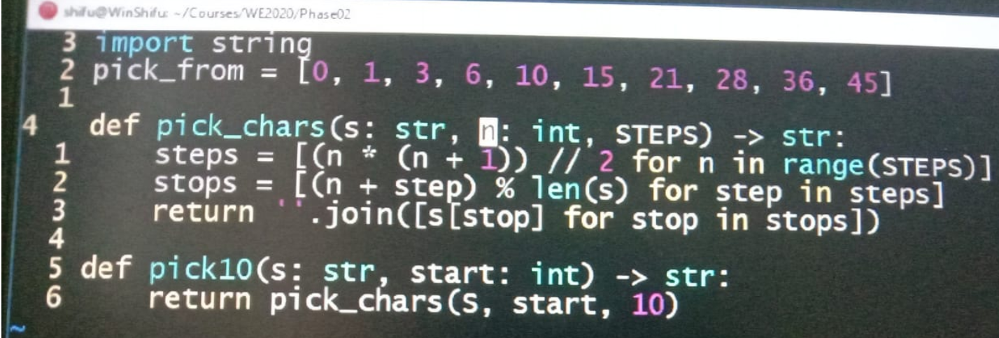 shifu@WinShifu: ~/Courses/WE2020/Phase02
3 import string
2 pick_from = [0, 1, 3, 6, 10, 15, 21, 28, 36, 45]
1
4 def pick_chars(s: str, n: int, STEPS) -> str:
1 steps = [(n * (n + 1)) // 2 for n in range(STEPS)]
2 stops = [(n + step) % len(s) for step in steps]
3 return ''.join([s[stop] for stop in stops])
4
5 def pick10(s: str, start: int) -> str:
6 return pick_chars(S, start, 10)
~